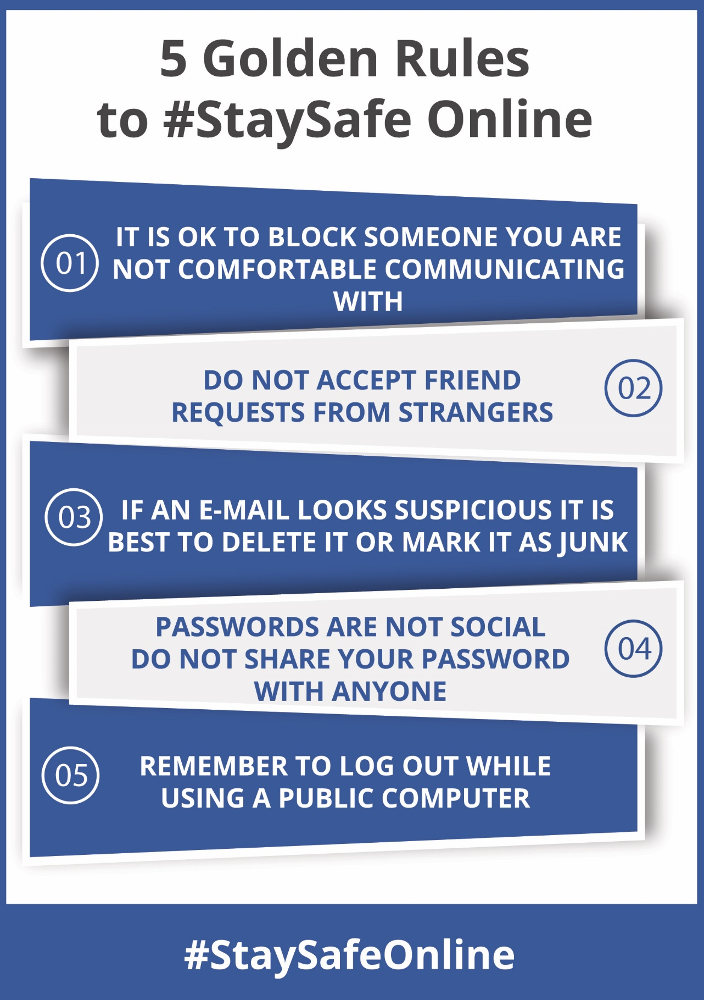 5 Golden Rules
to #StaySafe Online
01
IT IS OK TO BLOCK SOMEONE YOU ARE
NOT COMFORTABLE COMMUNICATING
WITH
DO NOT ACCEPT FRIEND
REQUESTS FROM STRANGERS
02
03
IF AN E-MAIL LOOKS SUSPICIOUS IT IS
BEST TO DELETE IT OR MARK IT AS JUNK
PASSWORDS ARE NOT SOCIAL
DO NOT SHARE YOUR PASSWORD
WITH ANYONE
04
05
REMEMBER TO LOG OUT WHILE
USING A PUBLIC COMPUTER
#StaySafeOnline